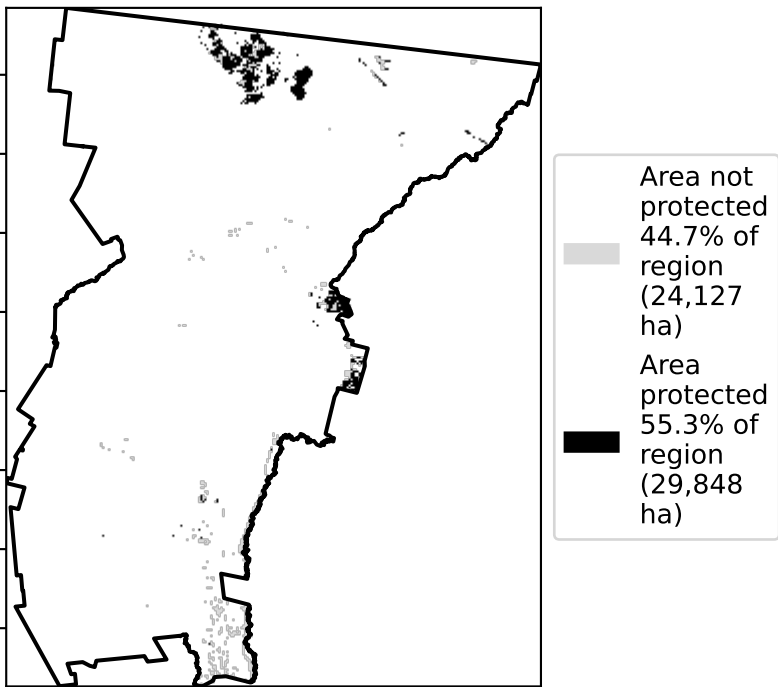 Area not
protected
44.7% of
region
(24,127
ha)
Area
protected
55.3% of
region
(29,848
ha)